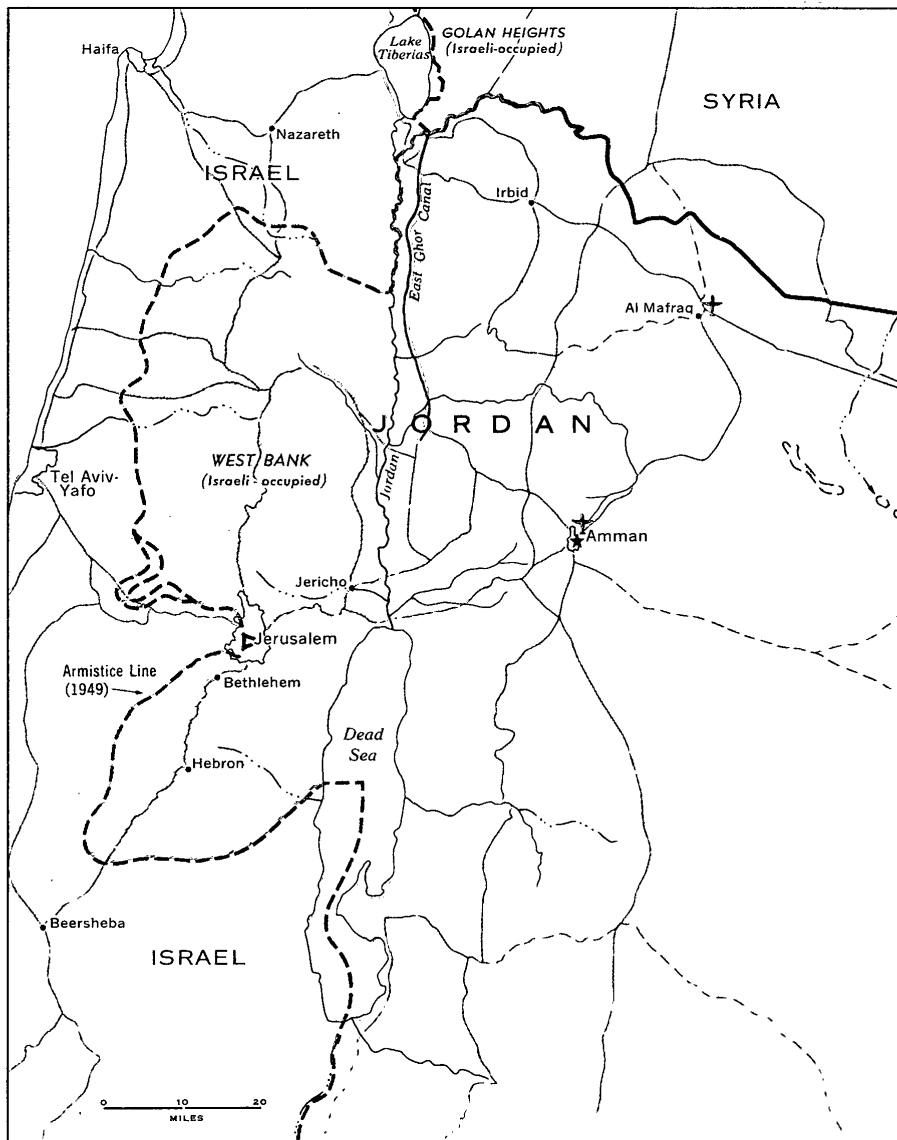 GOLAN HEIGHTS
(Israeli-occupied)
Lake
Tiberias
Haifa
SYRIA
Nazareth
ISRAEL
Irbid
East Ghor Canal
Al Mafraq
JORDAN
WEST BANK
(Israeli-occupied)
Jordan
Tel Aviv-
Yafo
Amman
Jericho
Jerusalem
Armistice Line
(1949)
Bethlehem
Dead
Sea
Hebron
Beersheba
ISRAEL
0 10 20
MILES